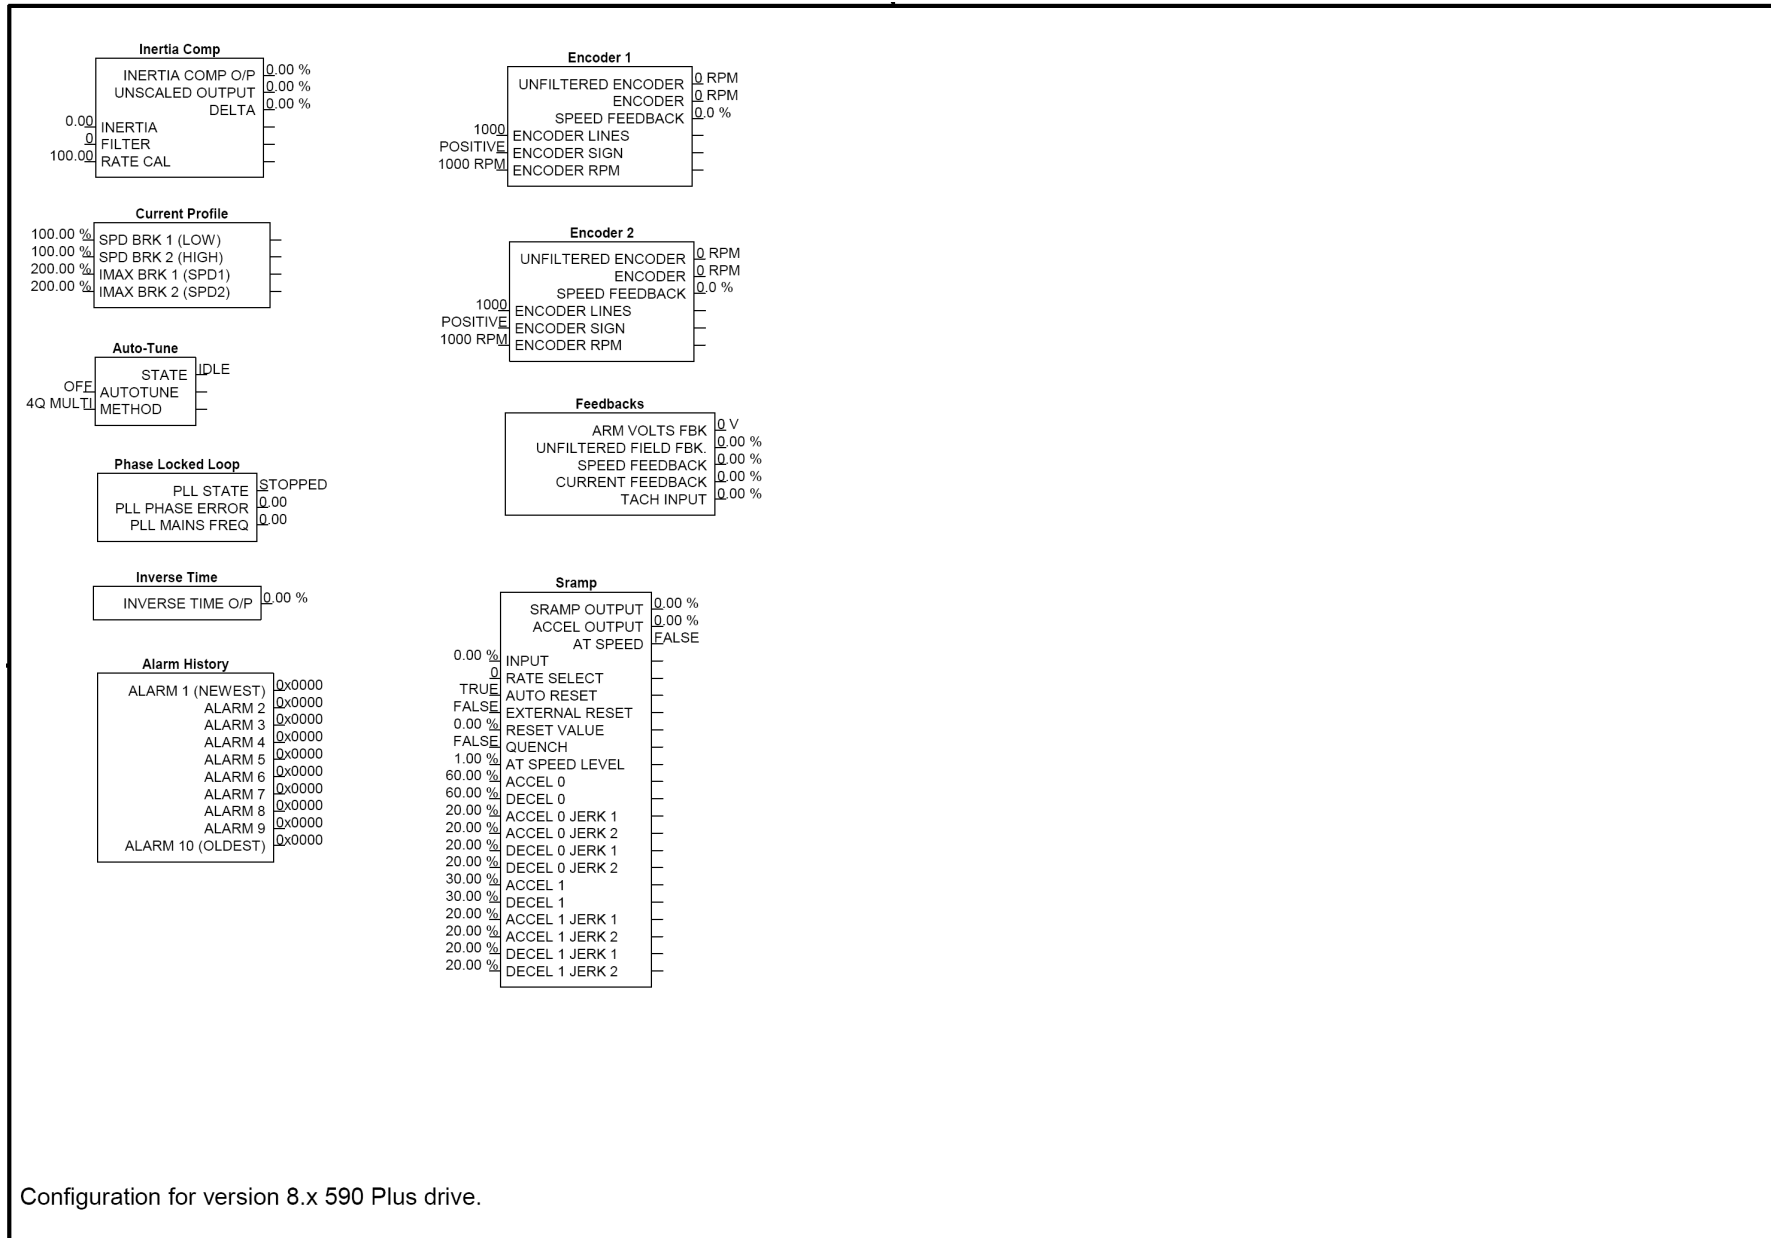 Inertia Comp
INERTIA COMP O/P 0.00 %
UNSCALED OUTPUT 0.00 %
DELTA 0.00 %
0.00 INERTIA
0 FILTER
100.00 RATE CAL
Current Profile
100.00 % SPD BRK 1 (LOW)
100.00 % SPD BRK 2 (HIGH)
200.00 % IMAX BRK 1 (SPD1)
200.00 % IMAX BRK 2 (SPD2)
Auto-Tune
STATE IDLE
OFF AUTOTUNE
4Q MULTI METHOD
Phase Locked Loop
PLL STATE STOPPED
PLL PHASE ERROR 0.00
PLL MAINS FREQ 0.00
Inverse Time
INVERSE TIME O/P 0.00 %
Alarm History
ALARM 1 (NEWEST) 0x0000
ALARM 2 0x0000
ALARM 3 0x0000
ALARM 4 0x0000
ALARM 5 0x0000
ALARM 6 0x0000
ALARM 7 0x0000
ALARM 8 0x0000
ALARM 9 0x0000
ALARM 10 (OLDEST) 0x0000
Encoder 1
UNFILTERED ENCODER 0 RPM
ENCODER 0 RPM
SPEED FEEDBACK 0.0 %
1000 ENCODER LINES
POSITIVE ENCODER SIGN
1000 RPM ENCODER RPM
Encoder 2
UNFILTERED ENCODER 0 RPM
ENCODER 0 RPM
SPEED FEEDBACK 0.0 %
1000 ENCODER LINES
POSITIVE ENCODER SIGN
1000 RPM ENCODER RPM
Feedbacks
ARM VOLTS FBK 0 V
UNFILTERED FIELD FBK. 0.00 %
SPEED FEEDBACK 0.00 %
CURRENT FEEDBACK 0.00 %
TACH INPUT 0.00 %
Sramp
SRAMP OUTPUT 0.00 %
ACCEL OUTPUT 0.00 %
AT SPEED FALSE
0.00 % INPUT
0 RATE SELECT
TRUE AUTO RESET
FALSE EXTERNAL RESET
0.00 % RESET VALUE
FALSE QUENCH
1.00 % AT SPEED LEVEL
60.00 % ACCEL 0
60.00 % DECEL 0
20.00 % ACCEL 0 JERK 1
20.00 % ACCEL 0 JERK 2
20.00 % DECEL 0 JERK 1
20.00 % DECEL 0 JERK 2
30.00 % ACCEL 1
30.00 % DECEL 1
20.00 % ACCEL 1 JERK 1
20.00 % ACCEL 1 JERK 2
20.00 % DECEL 1 JERK 1
20.00 % DECEL 1 JERK 2
Configuration for version 8.x 590 Plus drive.